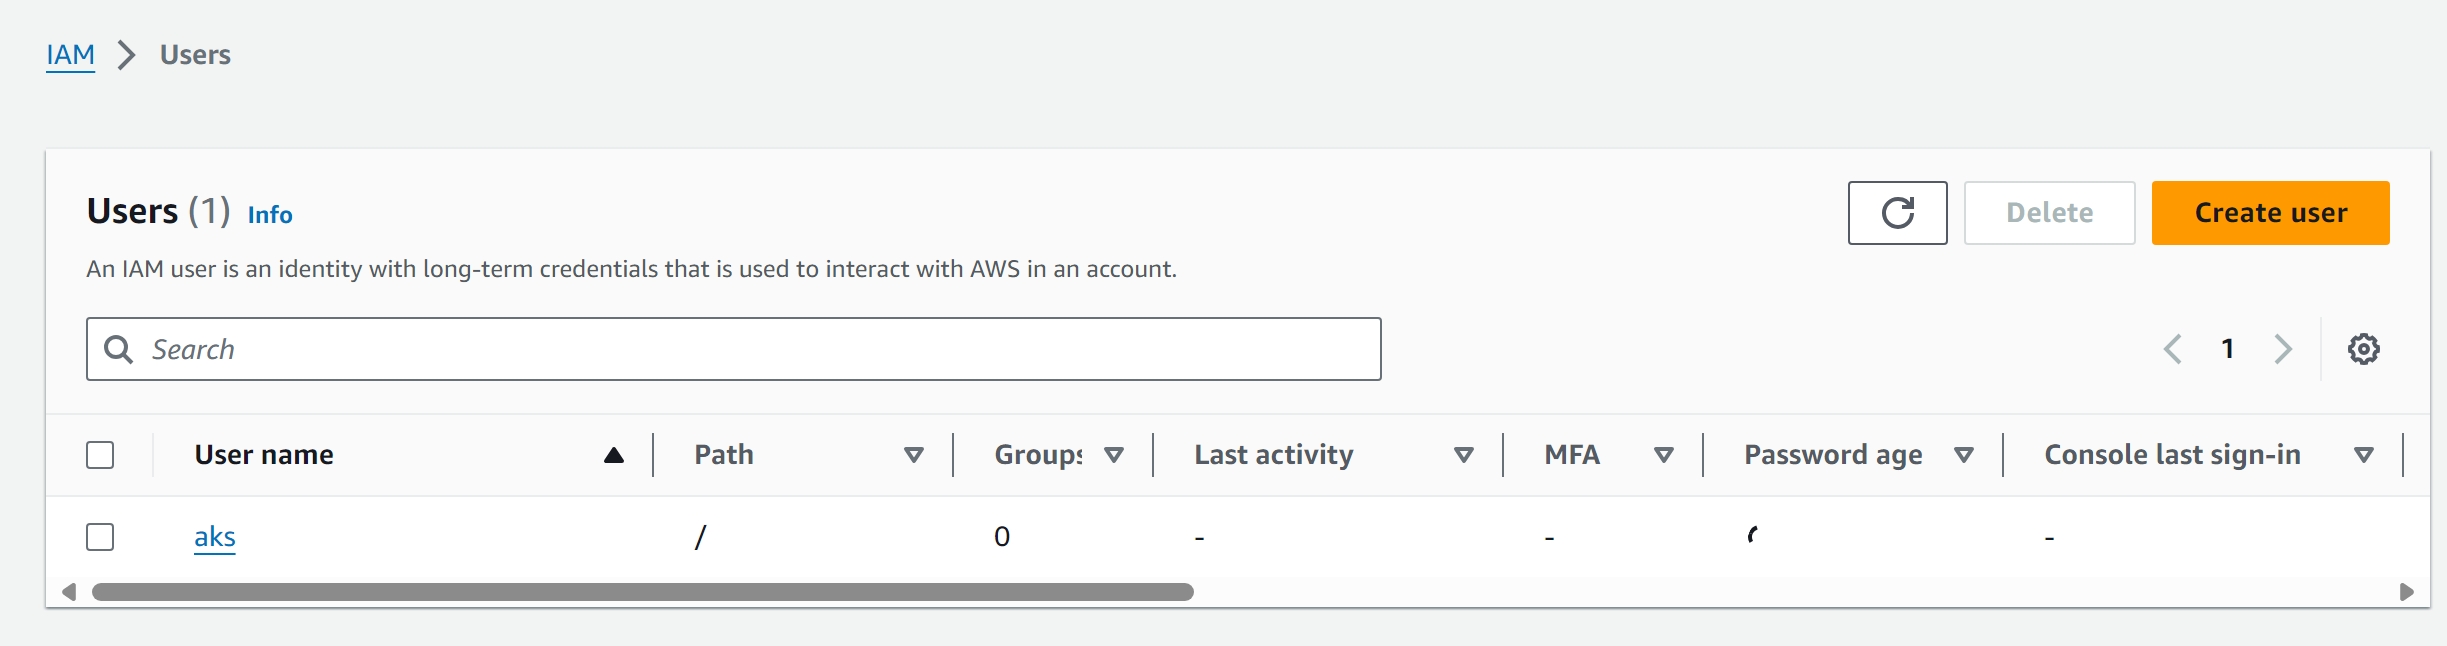 IAM > Users
Users (1) Info
Delete
Create user
An IAM user is an identity with long-term credentials that is used to interact with AWS in an account.
Search
1
User name Path Groups Last activity MFA Password age Console last sign-in
aks / 0 - - -